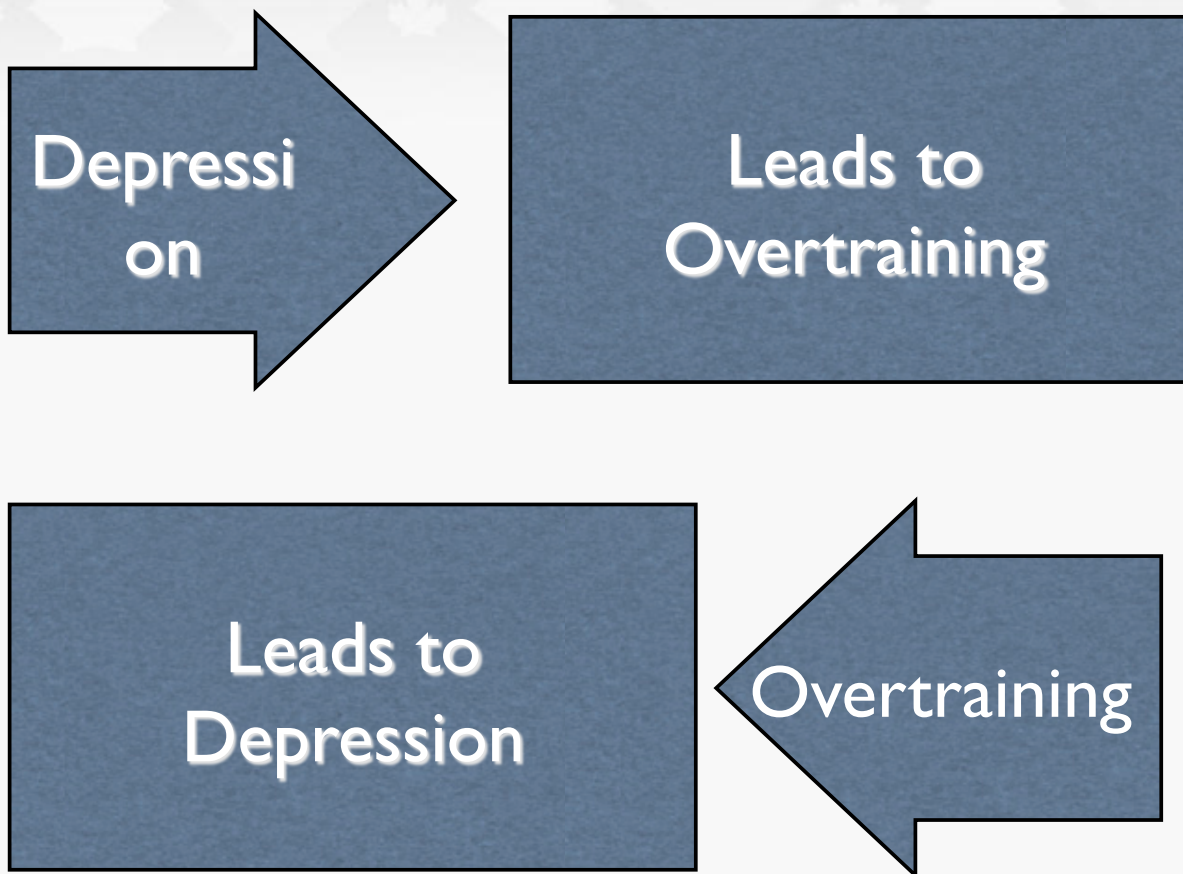 Depressi
on
Leads to
Overtraining
Leads to
Depression
Overtraining